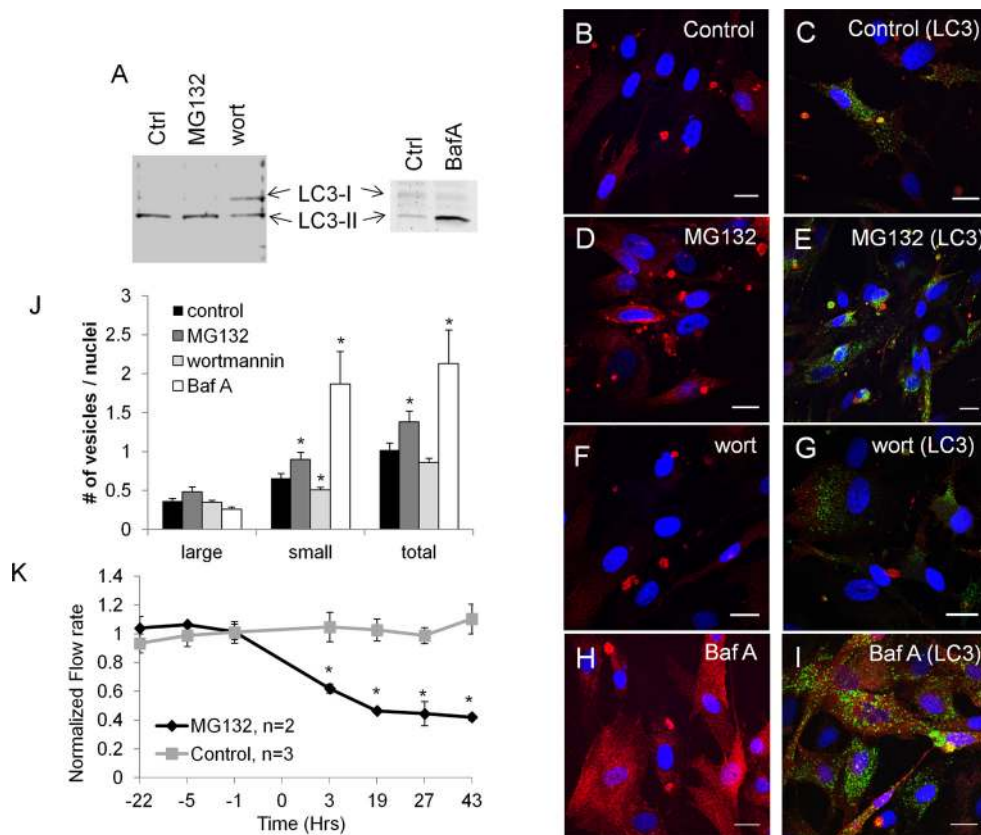 A
Ctrl
MG132
wort
Ctrl
BafA
LC3-I
LC3-II
B
Control
C
Control (LC3)
D
MG132
E
MG132 (LC3)
F
wort
G
wort (LC3)
H
Baf A
I
Baf A (LC3)
J
# of vesicles / nuclei
3
2.5
2
1.5
1
0.5
0
control
MG132
wortmannin
Baf A
*
*
*
*
*
large
small
total
K
Normalized Flow rate
1.4
1.2
1
0.8
0.6
0.4
0.2
0
*
*
*
*
MG132, n=2
Control, n=3
-22
-5
-1
0
3
19
27
43
Time (Hrs)